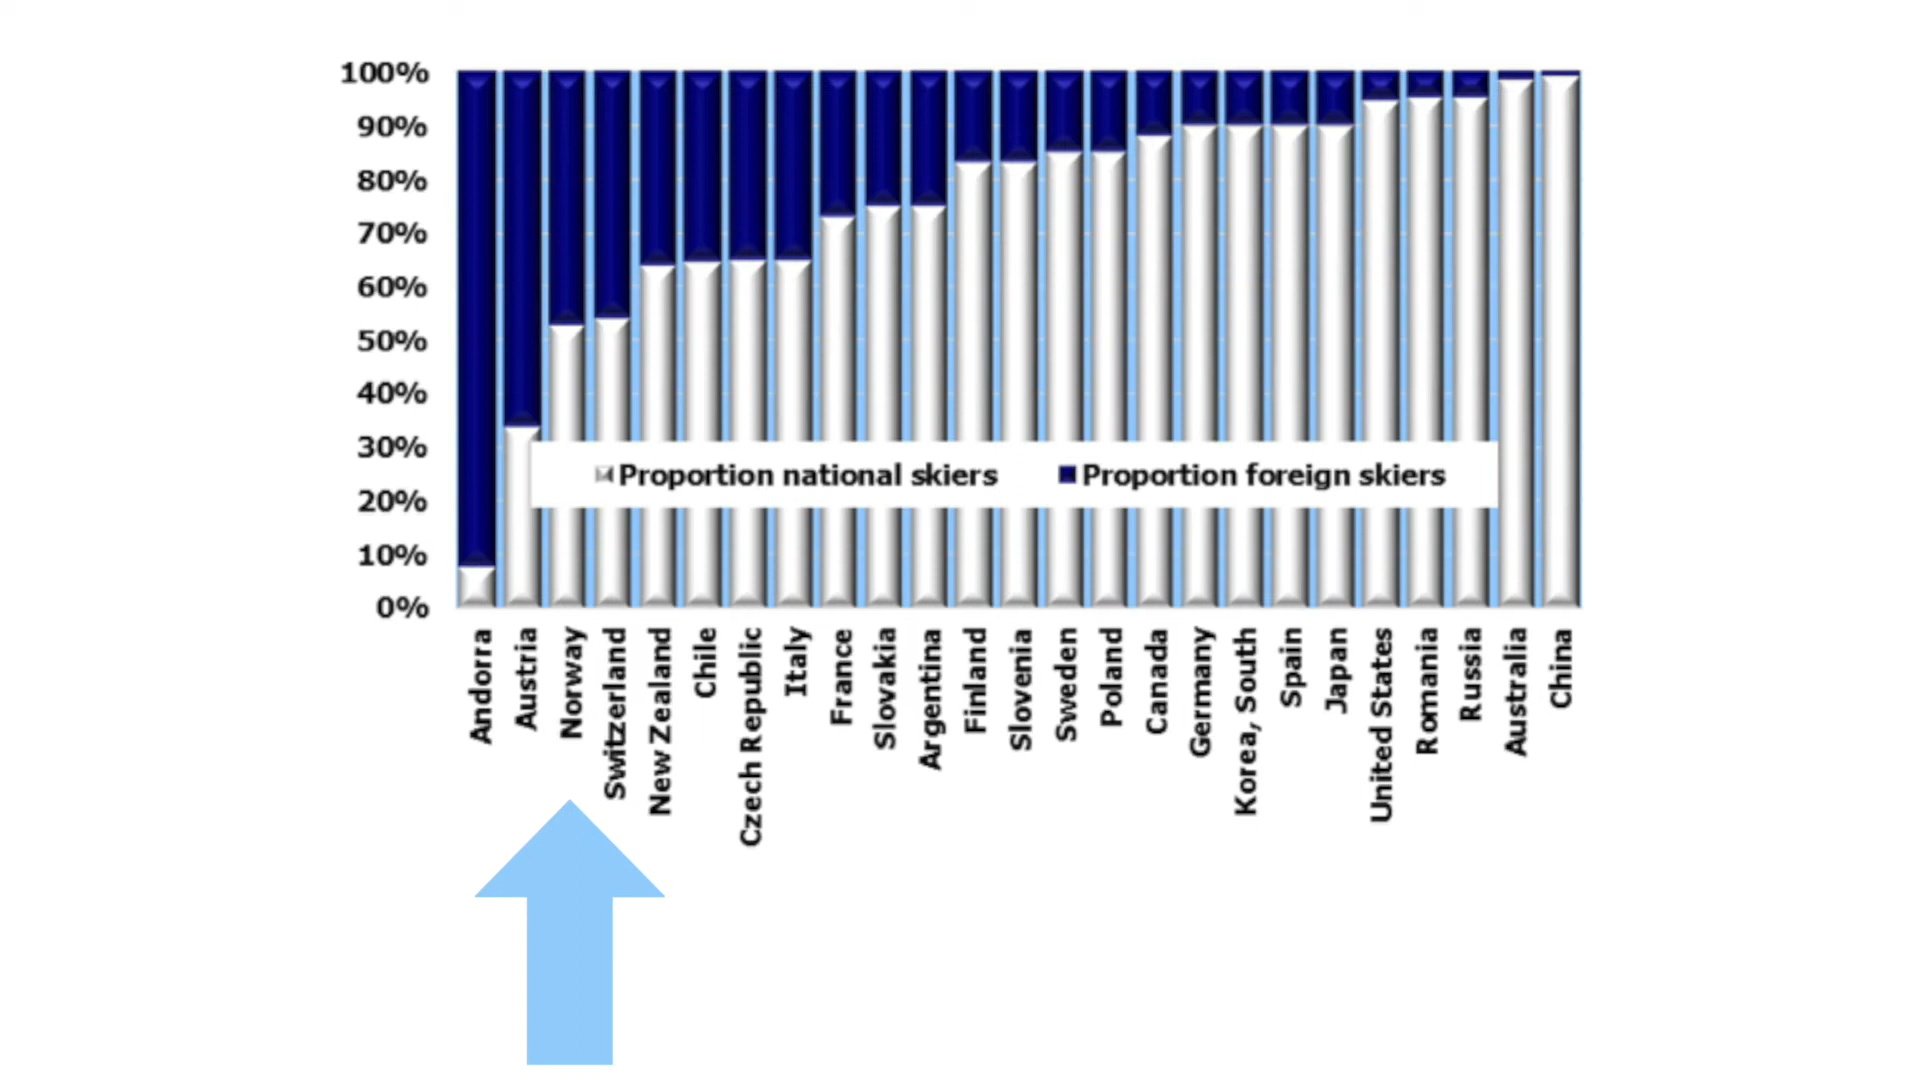 100%
90%
80%
70%
60%
50%
40%
30%
20%
10%
0%
Proportion national skiers
Proportion foreign skiers
Andorra
Austria
Norway
Switzerland
New Zealand
Chile
Czech Republic
Italy
France
Slovakia
Argentina
Finland
Slovenia
Sweden
Poland
Canada
Germany
Korea, South
Spain
Japan
United States
Romania
Russia
Australia
China